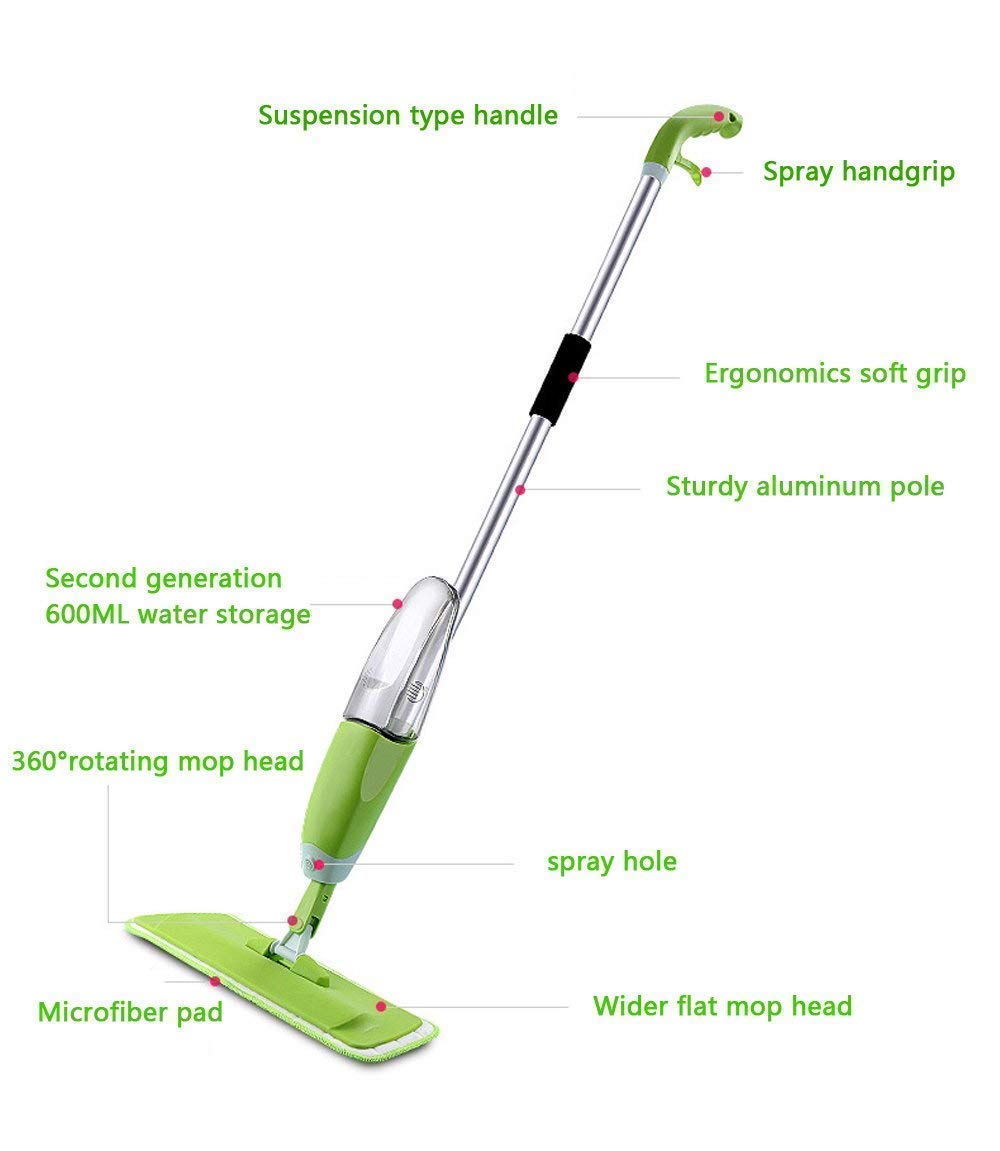 Suspension type handle
Spray handgrip
Ergonomics soft grip
Sturdy aluminum pole
Second generation
600ML water storage
360°rotating mop head
spray hole
Microfiber pad
Wider flat mop head